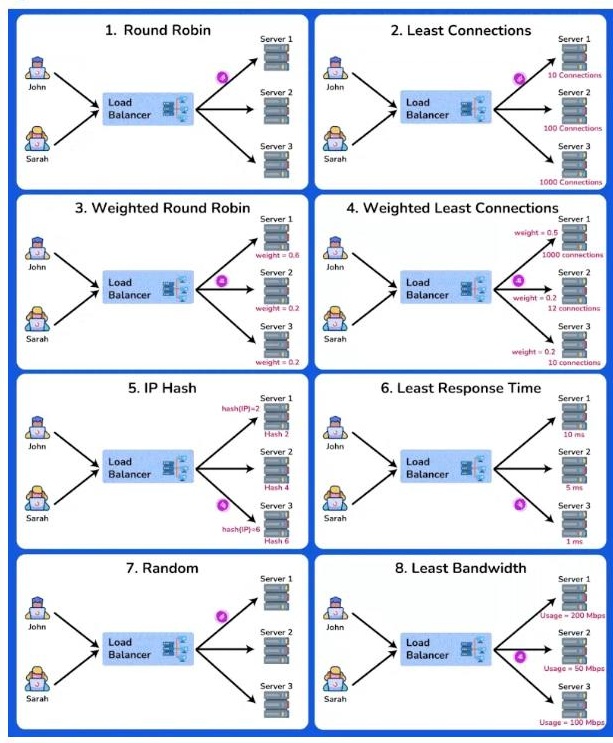 1. Round Robin
Server 1
John
Load
Balancer
Server 2
Sarah
Server 3
2. Least Connections
Server 1
John
10 Connections
Load
Balancer
Server 2
100 Connections
Sarah
Server 3
1000 Connections
3. Weighted Round Robin
Server 1
John
weight = 0.6
Load
Balancer
Server 2
weight = 0.2
Sarah
Server 3
weight = 0.2
4. Weighted Least Connections
Server 1
weight = 0.5
John
1000 connections
Load
Balancer
Server 2
weight = 0.2
12 connections
Sarah
Server 3
weight = 0.2
10 connections
5. IP Hash
Server 1
hash(IP)=2
John
Hash 2
Load
Balancer
Server 2
Hash 4
Sarah
Server 3
hash(IP)=6
Hash 6
6. Least Response Time
Server 1
John
10 ms
Load
Balancer
Server 2
5 ms
Sarah
Server 3
1 ms
7. Random
Server 1
John
Load
Balancer
Server 2
Sarah
Server 3
8. Least Bandwidth
Server 1
John
Usage = 200 Mbps
Load
Balancer
Server 2
Usage = 50 Mbps
Sarah
Server 3
Usage = 100 Mbps